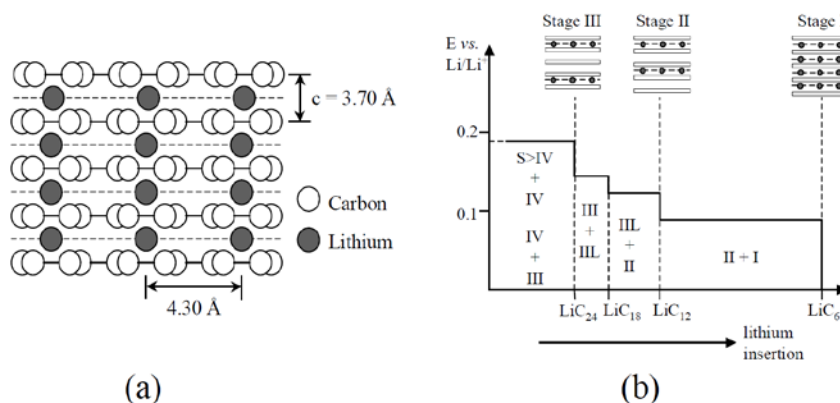 c = 3.70 Å
Carbon
Lithium
4.30 Å
(a)
Stage III
Stage II
Stage
E vs.
Li/Li⁺
0.2
0.1
S>IV
+
IV
IV
+
III
III
+
IIL
IIL
+
II
II + I
LiC₂₄
LiC₁₈
LiC₁₂
LiC₆
lithium
insertion
(b)